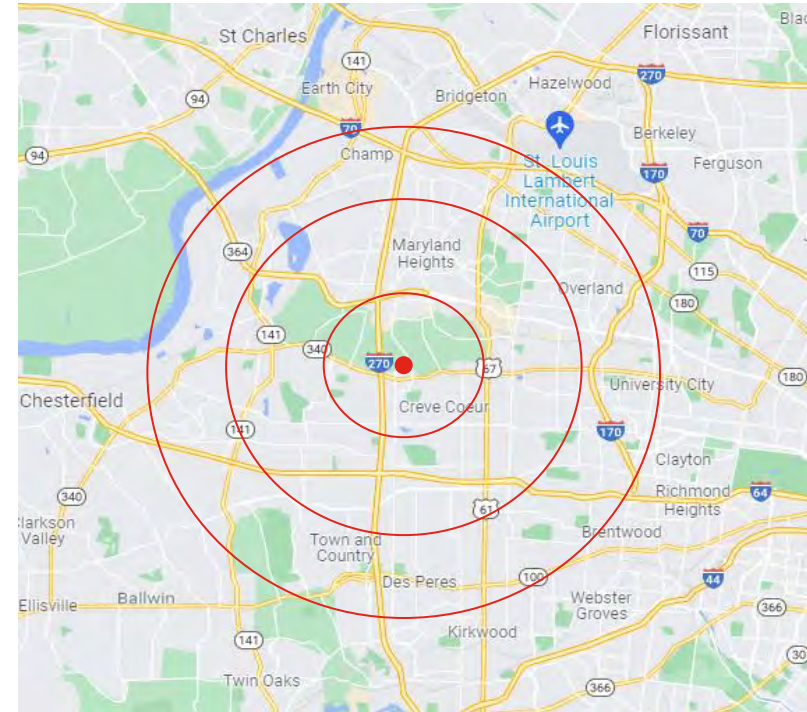 St Charles
Florissant
Blac
141
270
Earth City
Hazelwood
94
Bridgeton
70
Berkeley
94
Champ
St. Louis
Lambert
International
Airport
Ferguson
170
70
364
Maryland
Heights
115
Overland
180
141
340
270
67
University City
180
Chesterfield
Creve Coeur
141
170
Clayton
340
Richmond
Heights
64
61
Clarkson
Valley
Town and
Country
Brentwood
Des Peres
100
44
Ellisville
Ballwin
Webster
Groves
366
141
Kirkwood
30
Twin Oaks
366